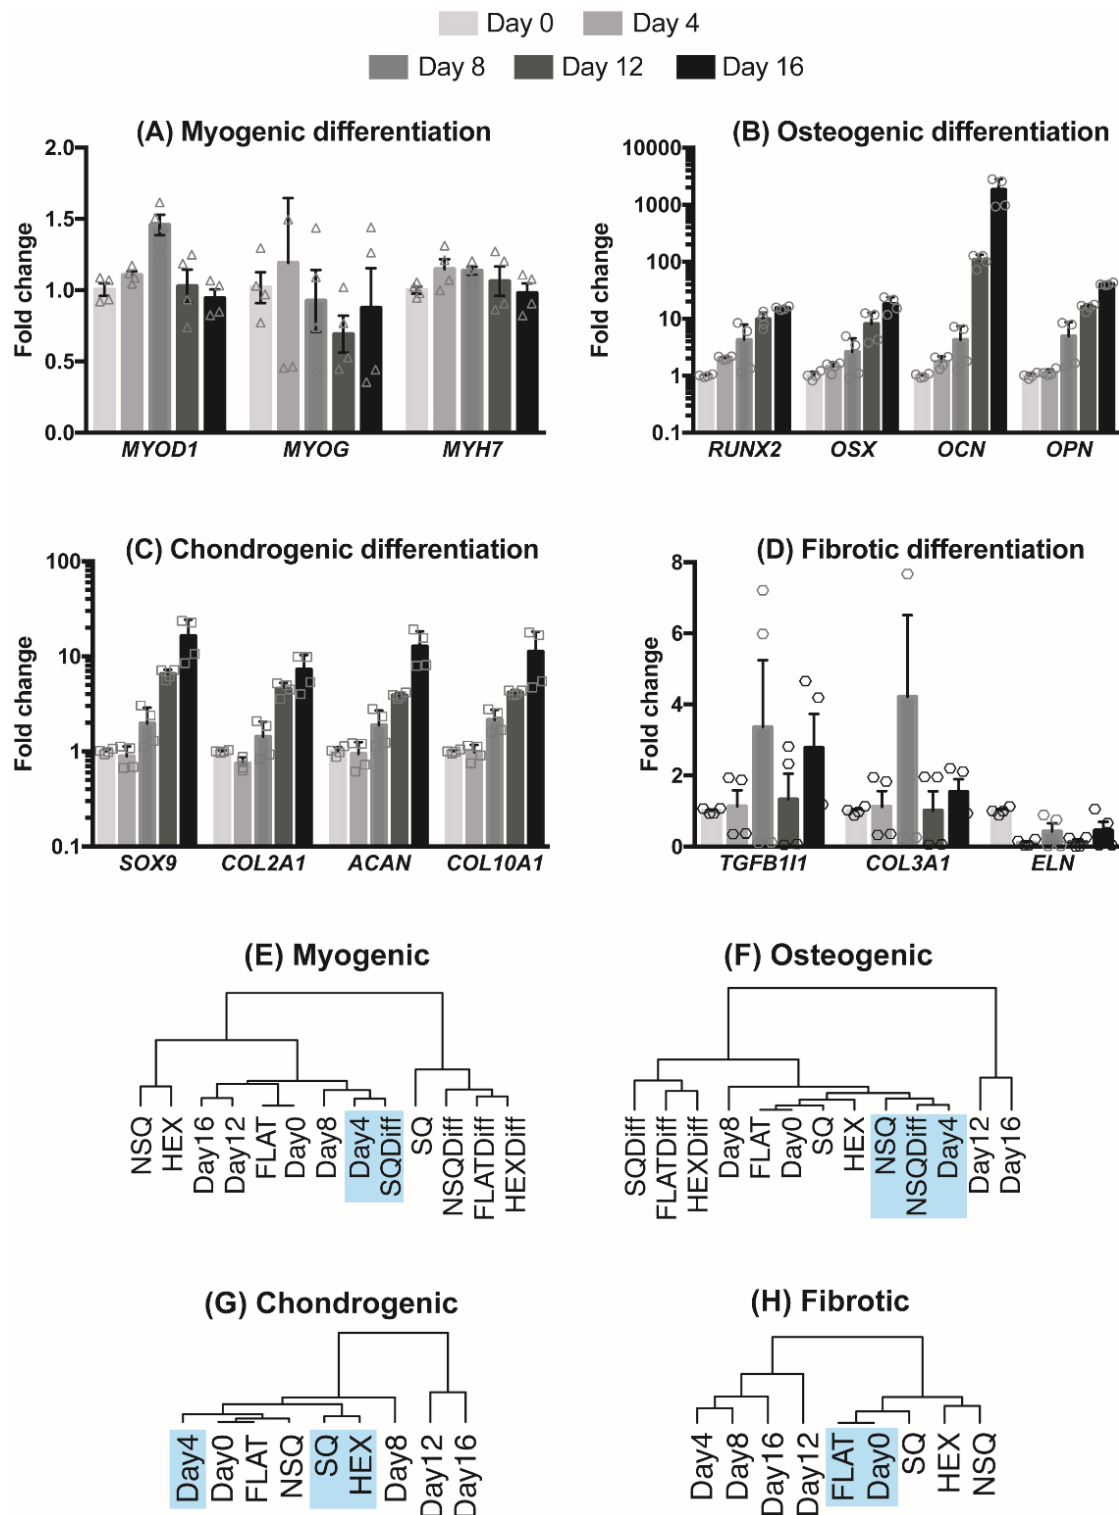 Day 0 Day 4
Day 8 Day 12 Day 16
(A) Myogenic differentiation
2.0
1.5
1.0
0.5
0.0
Fold change
MYOD1 MYOG MYH7
(B) Osteogenic differentiation
10000
1000
100
10
1
0.1
Fold change
RUNX2 OSX OCN OPN
(C) Chondrogenic differentiation
100
10
1
0.1
Fold change
SOX9 COL2A1 ACAN COL10A1
(D) Fibrotic differentiation
8
6
4
2
0
Fold change
TGFB1I1 COL3A1 ELN
(E) Myogenic
NSQ
HEX
Day16
Day12
FLAT
Day0
Day8
Day4
SQDiff
SQ
NSQDiff
FLATDiff
HEXDiff
(F) Osteogenic
SQDiff
FLATDiff
HEXDiff
Day8
FLAT
Day0
SQ
HEX
NSQ
NSQDiff
Day4
Day12
Day16
(G) Chondrogenic
Day4
Day0
FLAT
NSQ
SQ
HEX
Day8
Day12
Day16
(H) Fibrotic
Day4
Day8
Day16
Day12
FLAT
Day0
SQ
HEX
NSQ